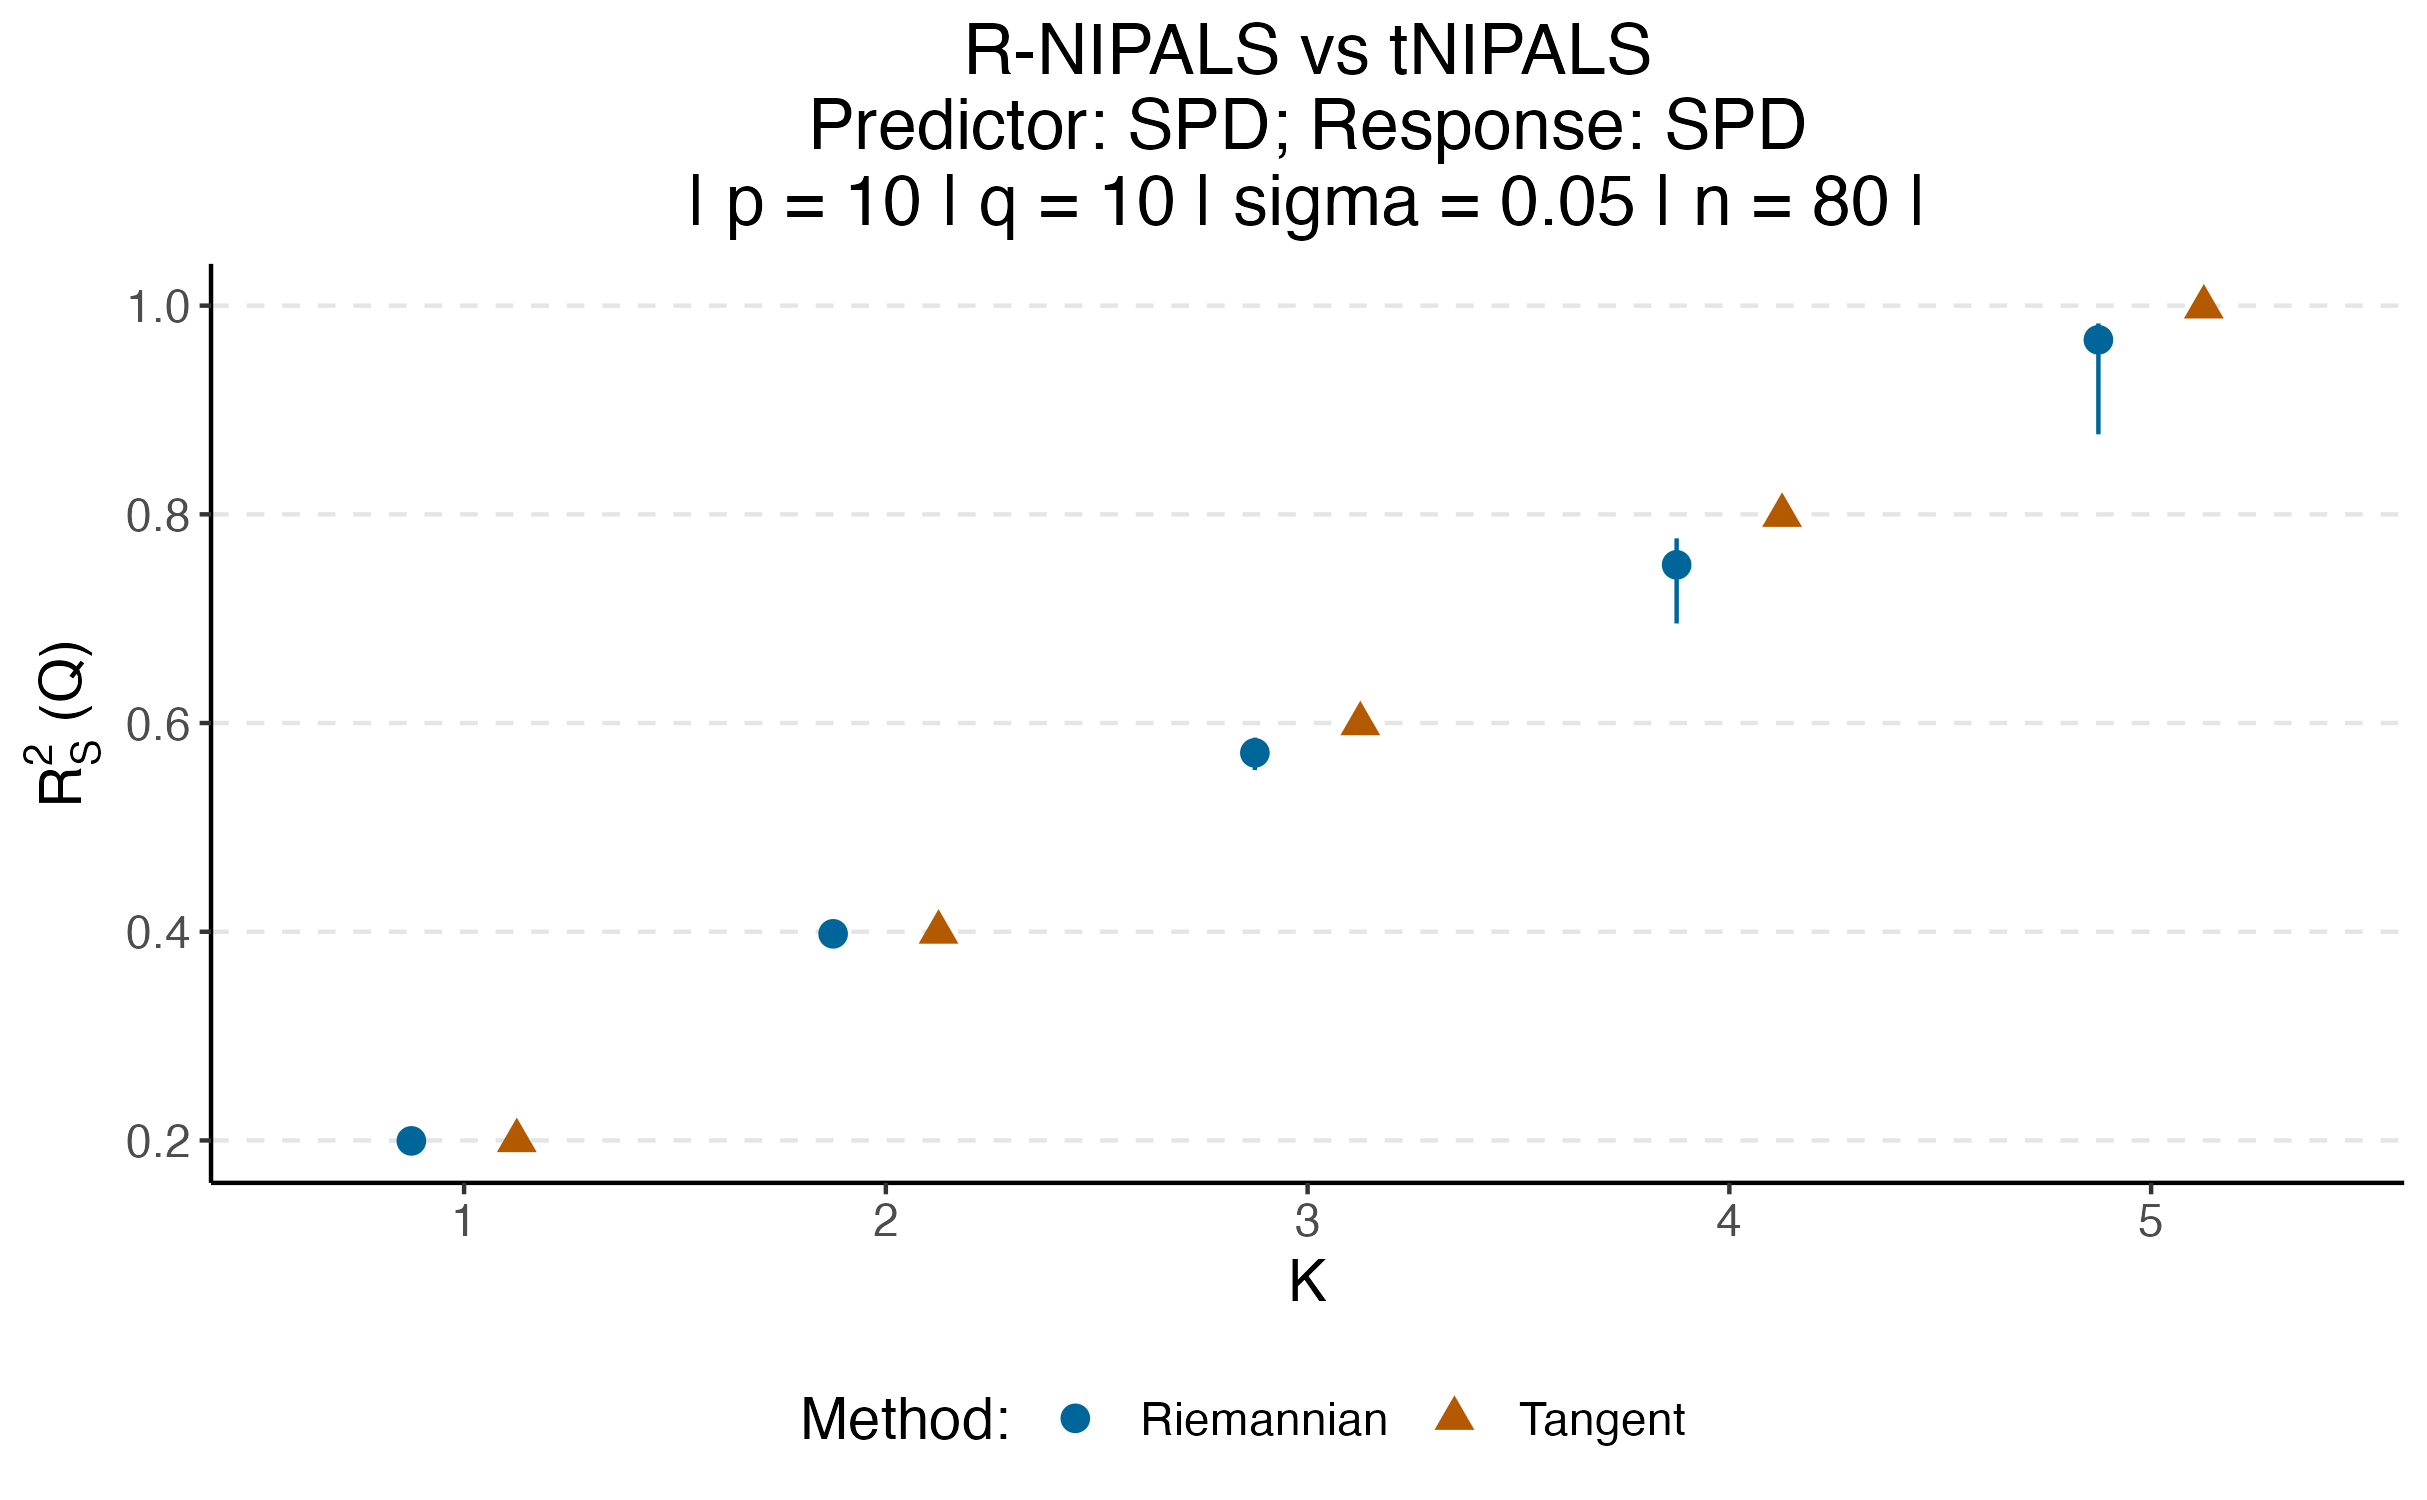 R-NIPALS vs tNIPALS
Predictor: SPD; Response: SPD
| p = 10 | q = 10 | sigma = 0.05 | n = 80 |
R²S (Q)
1.0
0.8
0.6
0.4
0.2
1 2 3 4 5
K
Method: Riemannian Tangent